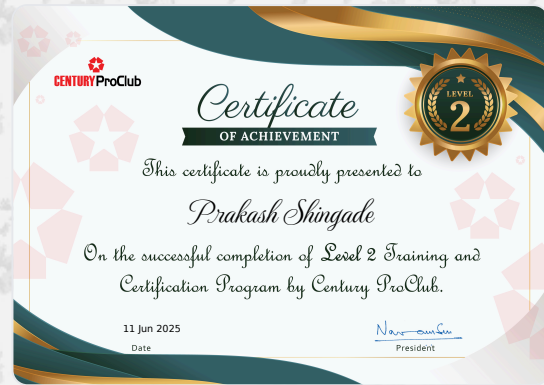 CENTURY ProClub
LEVEL
2
Certificate
OF ACHIEVEMENT
This certificate is proudly presented to
Prakash Shingade
On the successful completion of Level 2 Training and
Certification Program by Century ProClub.
11 Jun 2025
Date
President